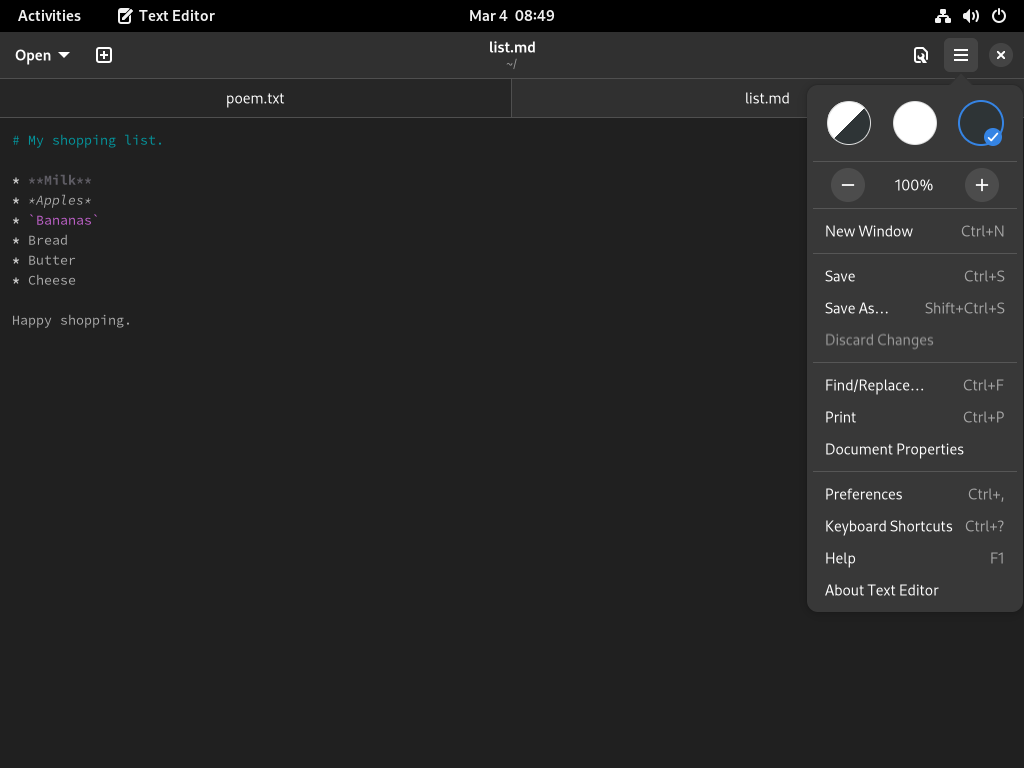 Activities Text Editor Mar 4 08:49
Open list.md
~/
poem.txt list.md
# My shopping list.
* **Milk**
* *Apples*
* `Bananas`
* Bread
* Butter
* Cheese
Happy shopping.
100%
New Window Ctrl+N
Save Ctrl+S
Save As… Shift+Ctrl+S
Discard Changes
Find/Replace… Ctrl+F
Print Ctrl+P
Document Properties
Preferences Ctrl+,
Keyboard Shortcuts Ctrl+?
Help F1
About Text Editor